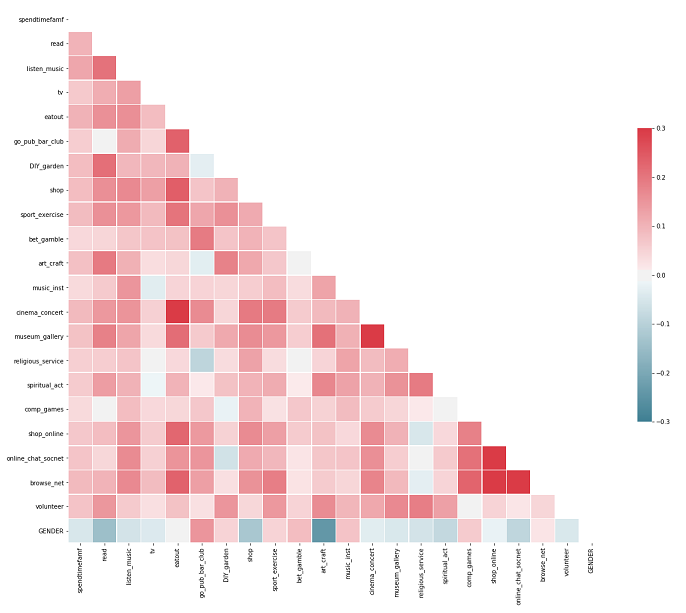 spendtimefamf
read
listen_music
tv
eatout
go_pub_bar_club
DIY_garden
shop
sport_exercise
bet_gamble
art_craft
music_inst
cinema_concert
museum_gallery
religious_service
spiritual_act
comp_games
shop_online
online_chat_socnet
browse_net
volunteer
GENDER
spendtimefamf
read
listen_music
tv
eatout
go_pub_bar_club
DIY_garden
shop
sport_exercise
bet_gamble
art_craft
music_inst
cinema_concert
museum_gallery
religious_service
spiritual_act
comp_games
shop_online
online_chat_socnet
browse_net
volunteer
GENDER
0.3
0.2
0.1
0.0
−0.1
−0.2
−0.3